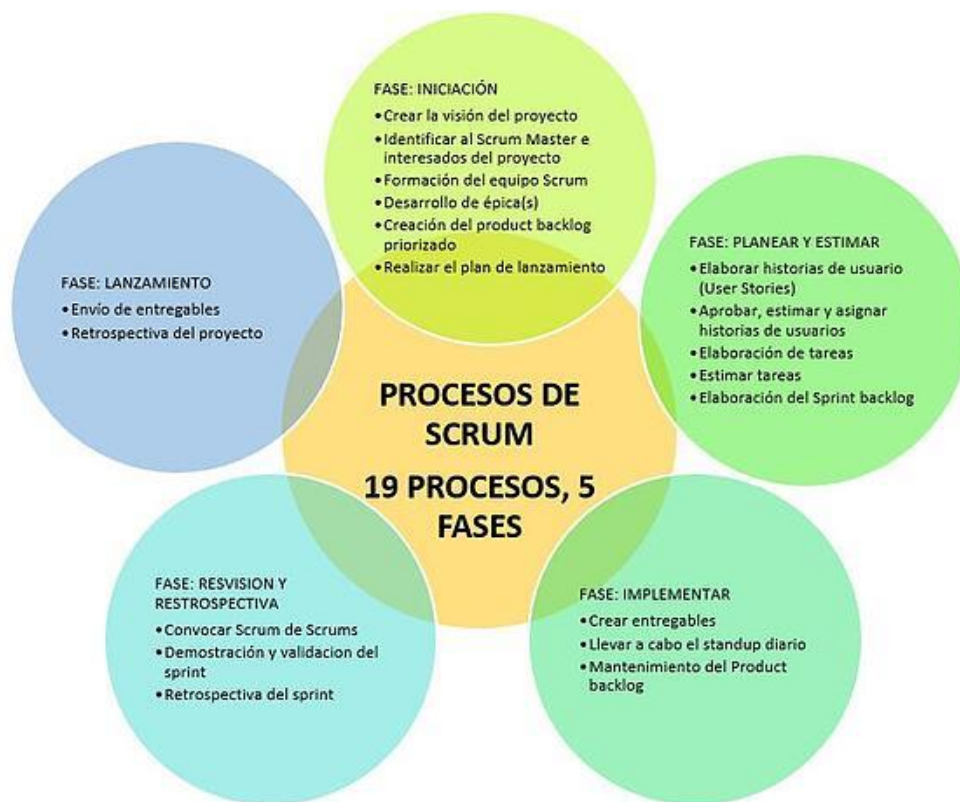 FASE: INICIACIÓN
•Crear la visión del proyecto
•Identificar al Scrum Master e
interesados del proyecto
•Formación del equipo Scrum
•Desarrollo de épica(s)
•Creación del product backlog
priorizado
•Realizar el plan de lanzamiento
FASE: PLANEAR Y ESTIMAR
•Elaborar historias de usuario
(User Stories)
•Aprobar, estimar y asignar
historias de usuarios
•Elaboración de tareas
•Estimar tareas
•Elaboración del Sprint backlog
FASE: IMPLEMENTAR
•Crear entregables
•Llevar a cabo el standup diario
•Mantenimiento del Product
backlog
FASE: RESVISION Y
RESTROSPECTIVA
•Convocar Scrum de Scrums
•Demostración y validacion del
sprint
•Retrospectiva del sprint
FASE: LANZAMIENTO
•Envío de entregables
•Retrospectiva del proyecto
PROCESOS DE
SCRUM
19 PROCESOS, 5
FASES